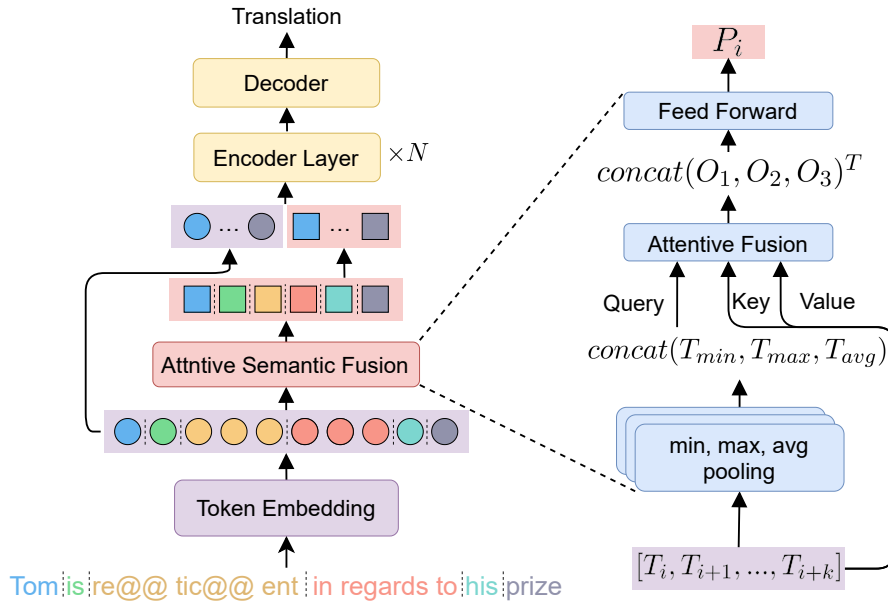 Translation
Decoder
Encoder Layer ×N
... ...
Attntive Semantic Fusion
Token Embedding
Tom is re@@ tic@@ ent in regards to his prize
P_i
Feed Forward
concat(O_1, O_2, O_3)^T
Attentive Fusion
Query Key Value
concat(T_min, T_max, T_avg)
min, max, avg
pooling
[T_i, T_{i+1}, ..., T_{i+k}]